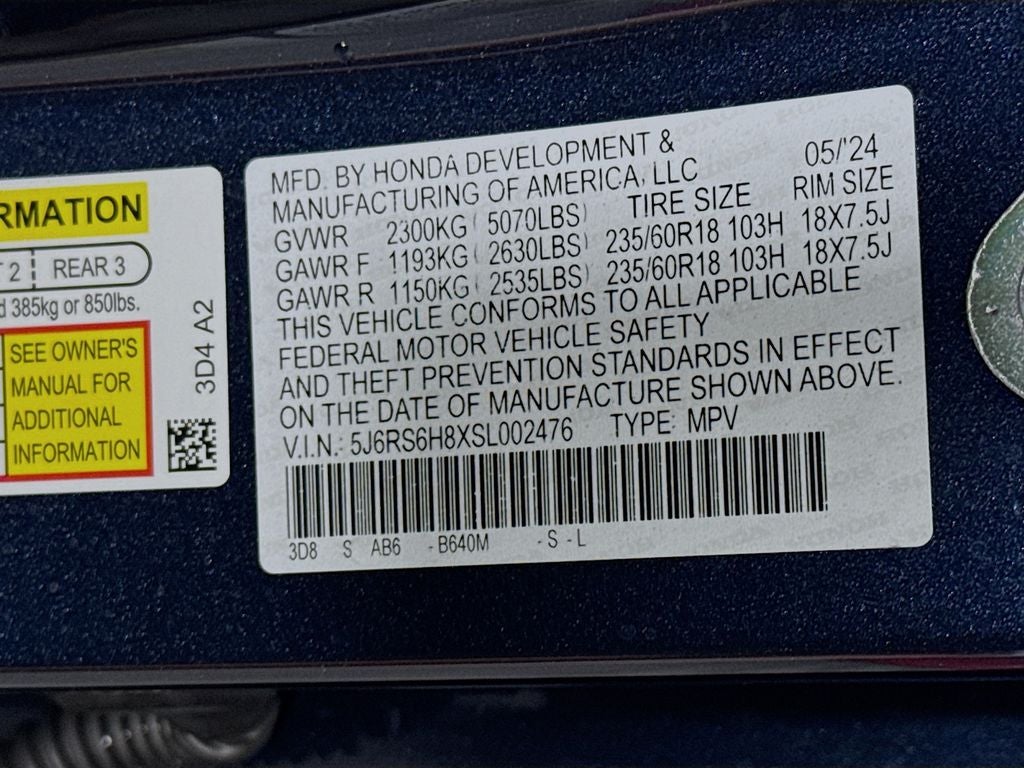 RMATION
2 REAR 3
385kg or 850lbs.
SEE OWNER'S
MANUAL FOR
ADDITIONAL
INFORMATION
3D4 A2
MFD. BY HONDA DEVELOPMENT & 05/'24
MANUFACTURING OF AMERICA, LLC
TIRE SIZE RIM SIZE
GVWR 2300KG ( 5070LBS)
GAWR F 1193KG ( 2630LBS) 235/60R18 103H 18X7.5J
GAWR R 1150KG ( 2535LBS) 235/60R18 103H 18X7.5J
THIS VEHICLE CONFORMS TO ALL APPLICABLE
FEDERAL MOTOR VEHICLE SAFETY
AND THEFT PREVENTION STANDARDS IN EFFECT
ON THE DATE OF MANUFACTURE SHOWN ABOVE.
V.I.N.: 5J6RS6H8XSL002476 TYPE: MPV
3D8 S AB6 -B640M -S -L